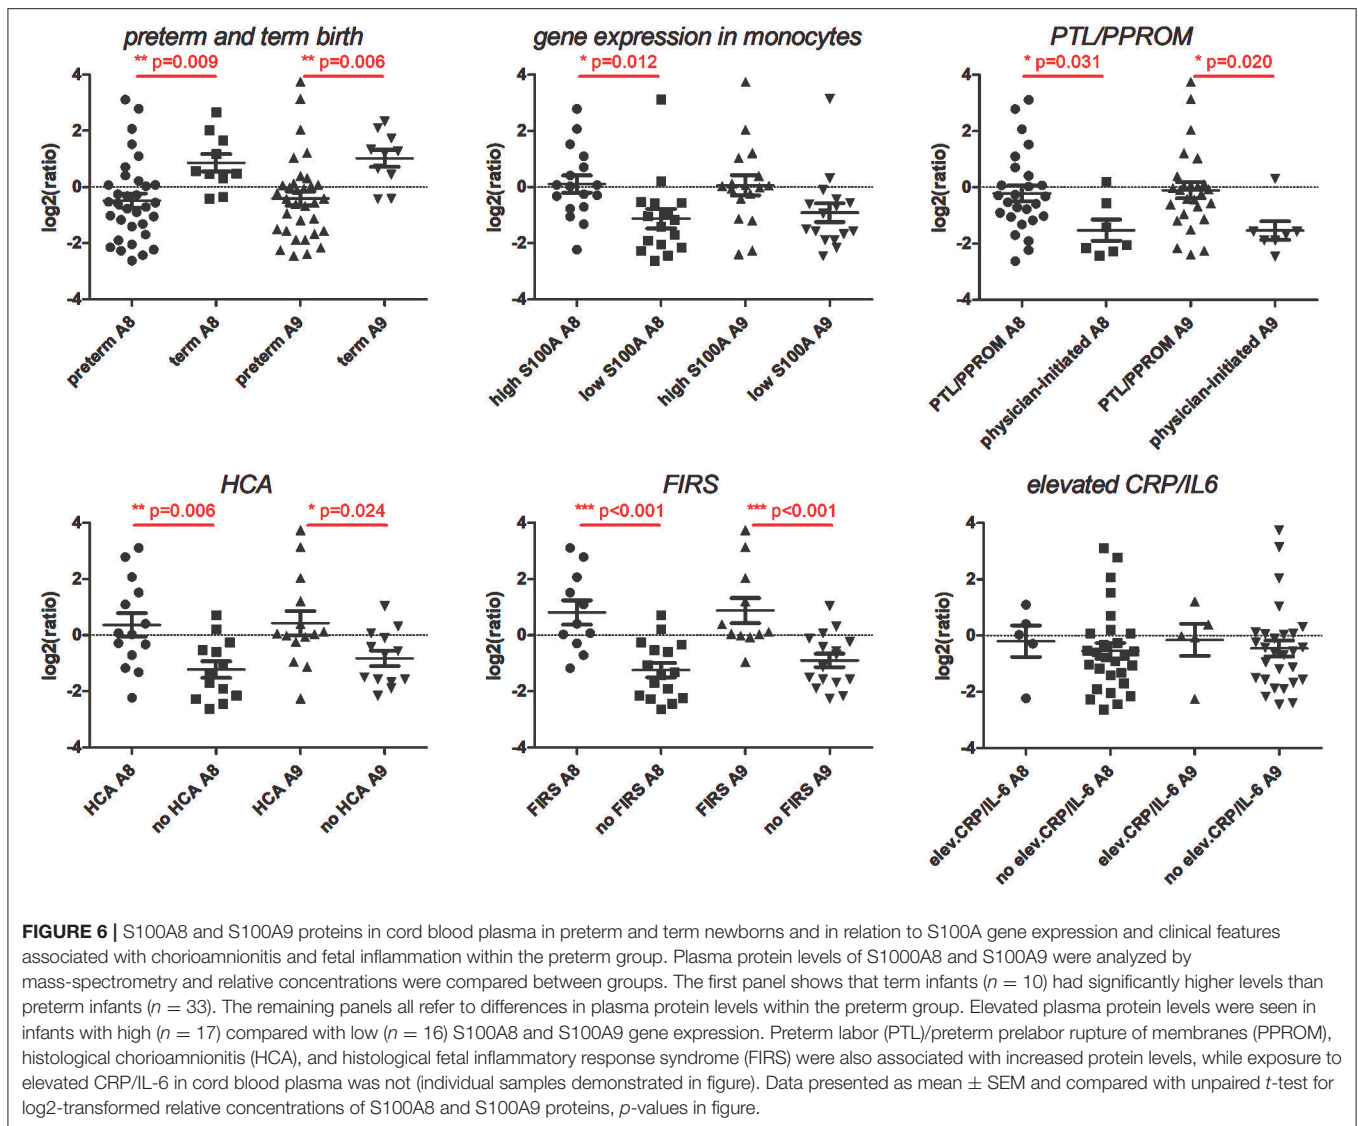 preterm and term birth
** p=0.009
** p=0.006
log2(ratio)
4
2
0
-2
-4
preterm A8
term A8
preterm A9
term A9
gene expression in monocytes
* p=0.012
log2(ratio)
4
2
0
-2
-4
high S100A A8
low S100A A8
high S100A A9
low S100A A9
PTL/PPROM
* p=0.031
* p=0.020
log2(ratio)
4
2
0
-2
-4
PTL/PPROM A8
physician-initiated A8
PTL/PPROM A9
physician-initiated A9
HCA
** p=0.006
* p=0.024
log2(ratio)
4
2
0
-2
-4
HCA A8
no HCA A8
HCA A9
no HCA A9
FIRS
*** p<0.001
*** p<0.001
log2(ratio)
4
2
0
-2
-4
FIRS A8
no FIRS A8
FIRS A9
no FIRS A9
elevated CRP/IL6
log2(ratio)
4
2
0
-2
-4
elev.CRP/IL-6 A8
no elev.CRP/IL-6 A8
elev.CRP/IL-6 A9
no elev.CRP/IL-6 A9
FIGURE 6 | S100A8 and S100A9 proteins in cord blood plasma in preterm and term newborns and in relation to S100A gene expression and clinical features
associated with chorioamnionitis and fetal inflammation within the preterm group. Plasma protein levels of S1000A8 and S100A9 were analyzed by
mass-spectrometry and relative concentrations were compared between groups. The first panel shows that term infants (n = 10) had significantly higher levels than
preterm infants (n = 33). The remaining panels all refer to differences in plasma protein levels within the preterm group. Elevated plasma protein levels were seen in
infants with high (n = 17) compared with low (n = 16) S100A8 and S100A9 gene expression. Preterm labor (PTL)/preterm prelabor rupture of membranes (PPROM),
histological chorioamnionitis (HCA), and histological fetal inflammatory response syndrome (FIRS) were also associated with increased protein levels, while exposure to
elevated CRP/IL-6 in cord blood plasma was not (individual samples demonstrated in figure). Data presented as mean ± SEM and compared with unpaired t-test for
log2-transformed relative concentrations of S100A8 and S100A9 proteins, p-values in figure.